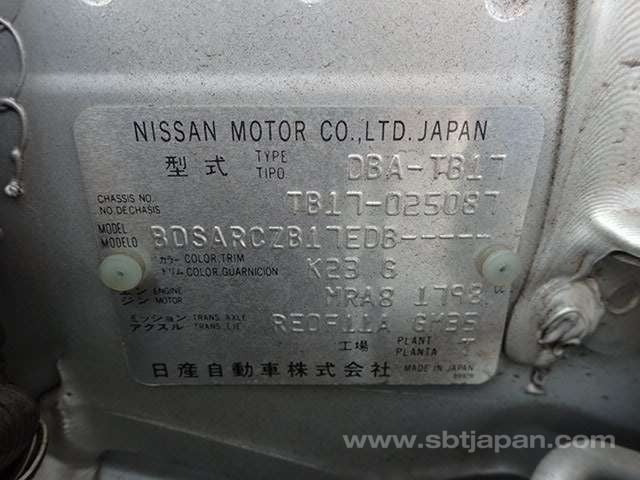 NISSAN MOTOR CO.,LTD. JAPAN
型式 TYPE TIPO DBA-TB17
CHASSIS NO. NO.DECHASIS TB17-025087
MODEL MODELO BDSARCZB17EDB-----
カラー COLOR,TRIM トリム COLOR,GUARNICION K23 G
エンジン ENGINE MOTOR MRA8 1798 cc
ミッション TRANS. AXLE アクスル TRANS. EJE RE0F11A GM35
工場 PLANT PLANTA T
日産自動車株式会社 MADE IN JAPAN
www.sbtjapan.com